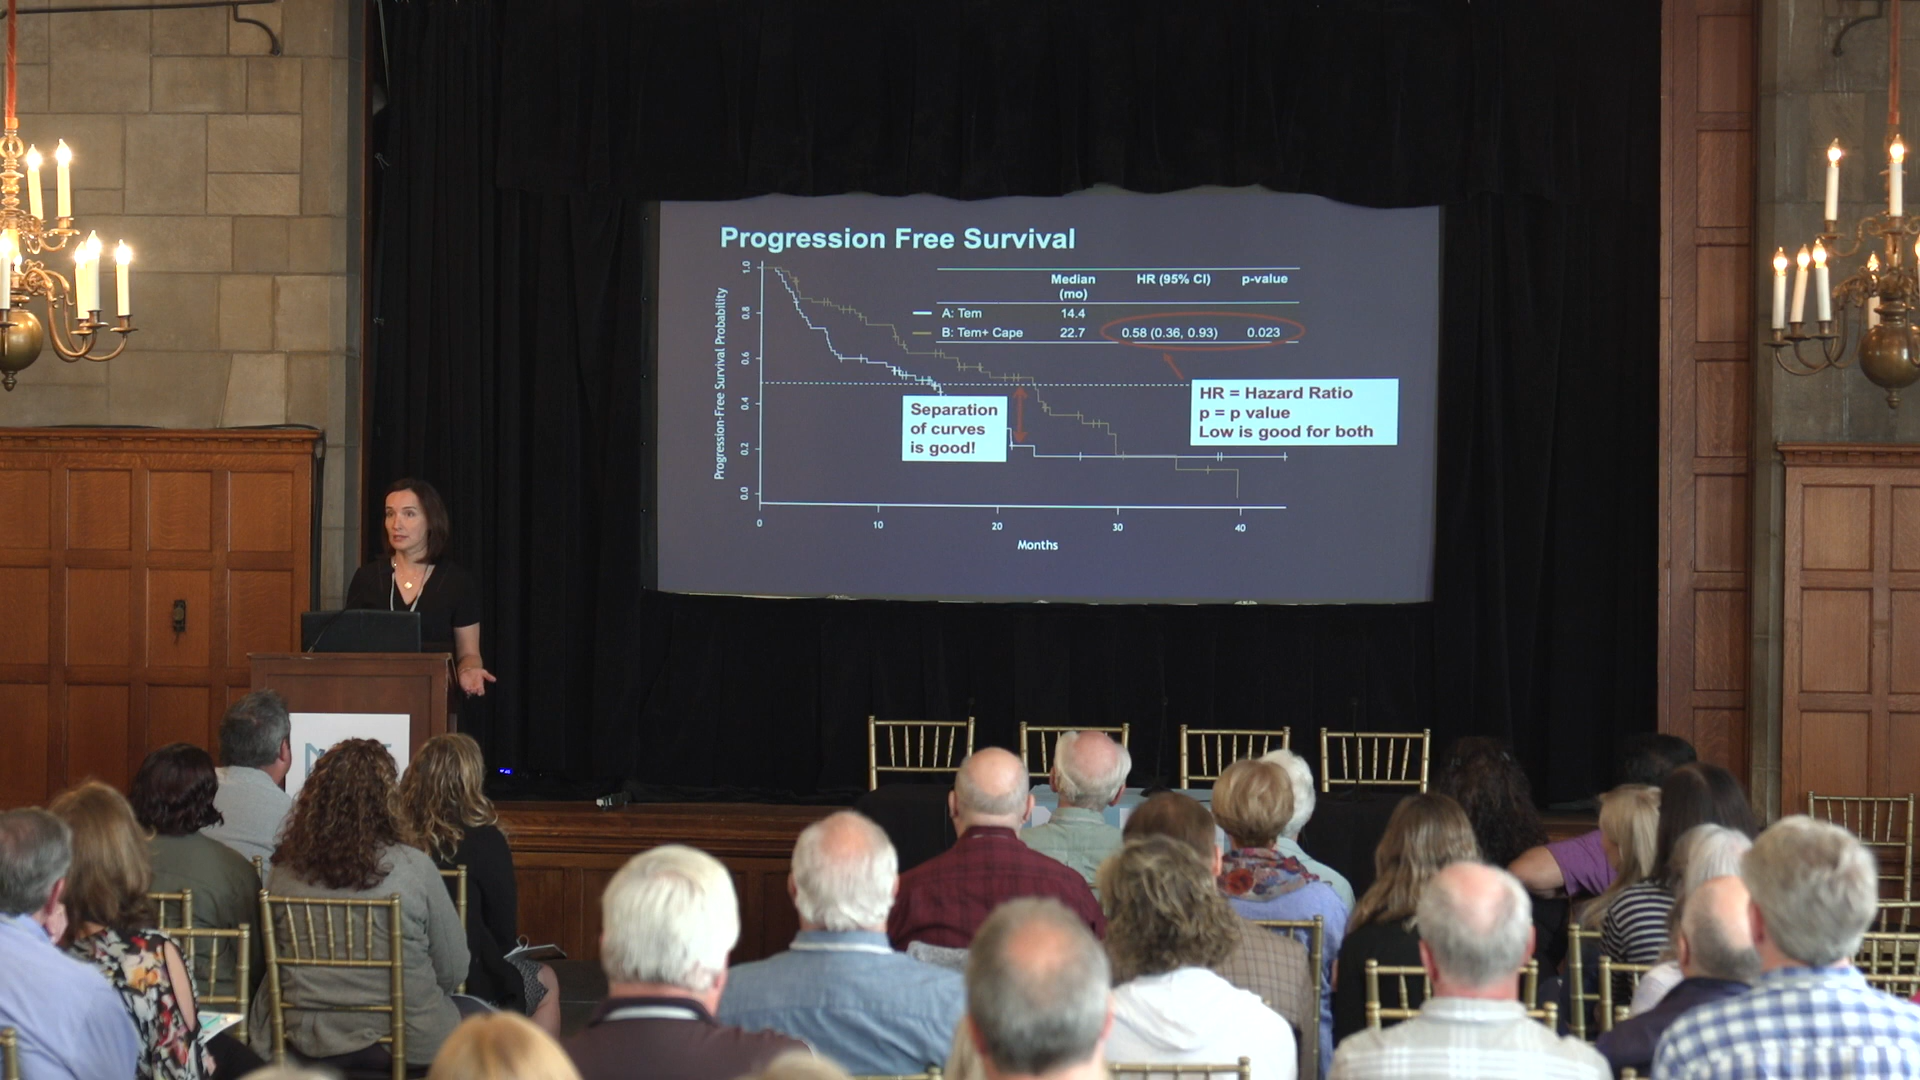 Progression Free Survival
Median HR (95% CI) p-value
(mo)
A: Tem 14.4
B: Tem+ Cape 22.7 0.58 (0.36, 0.93) 0.023
HR = Hazard Ratio
p = p value
Low is good for both
Separation
of curves
is good!
Progression-Free Survival Probability
1.0
0.8
0.6
0.4
0.2
0.0
0 10 20 30 40
Months